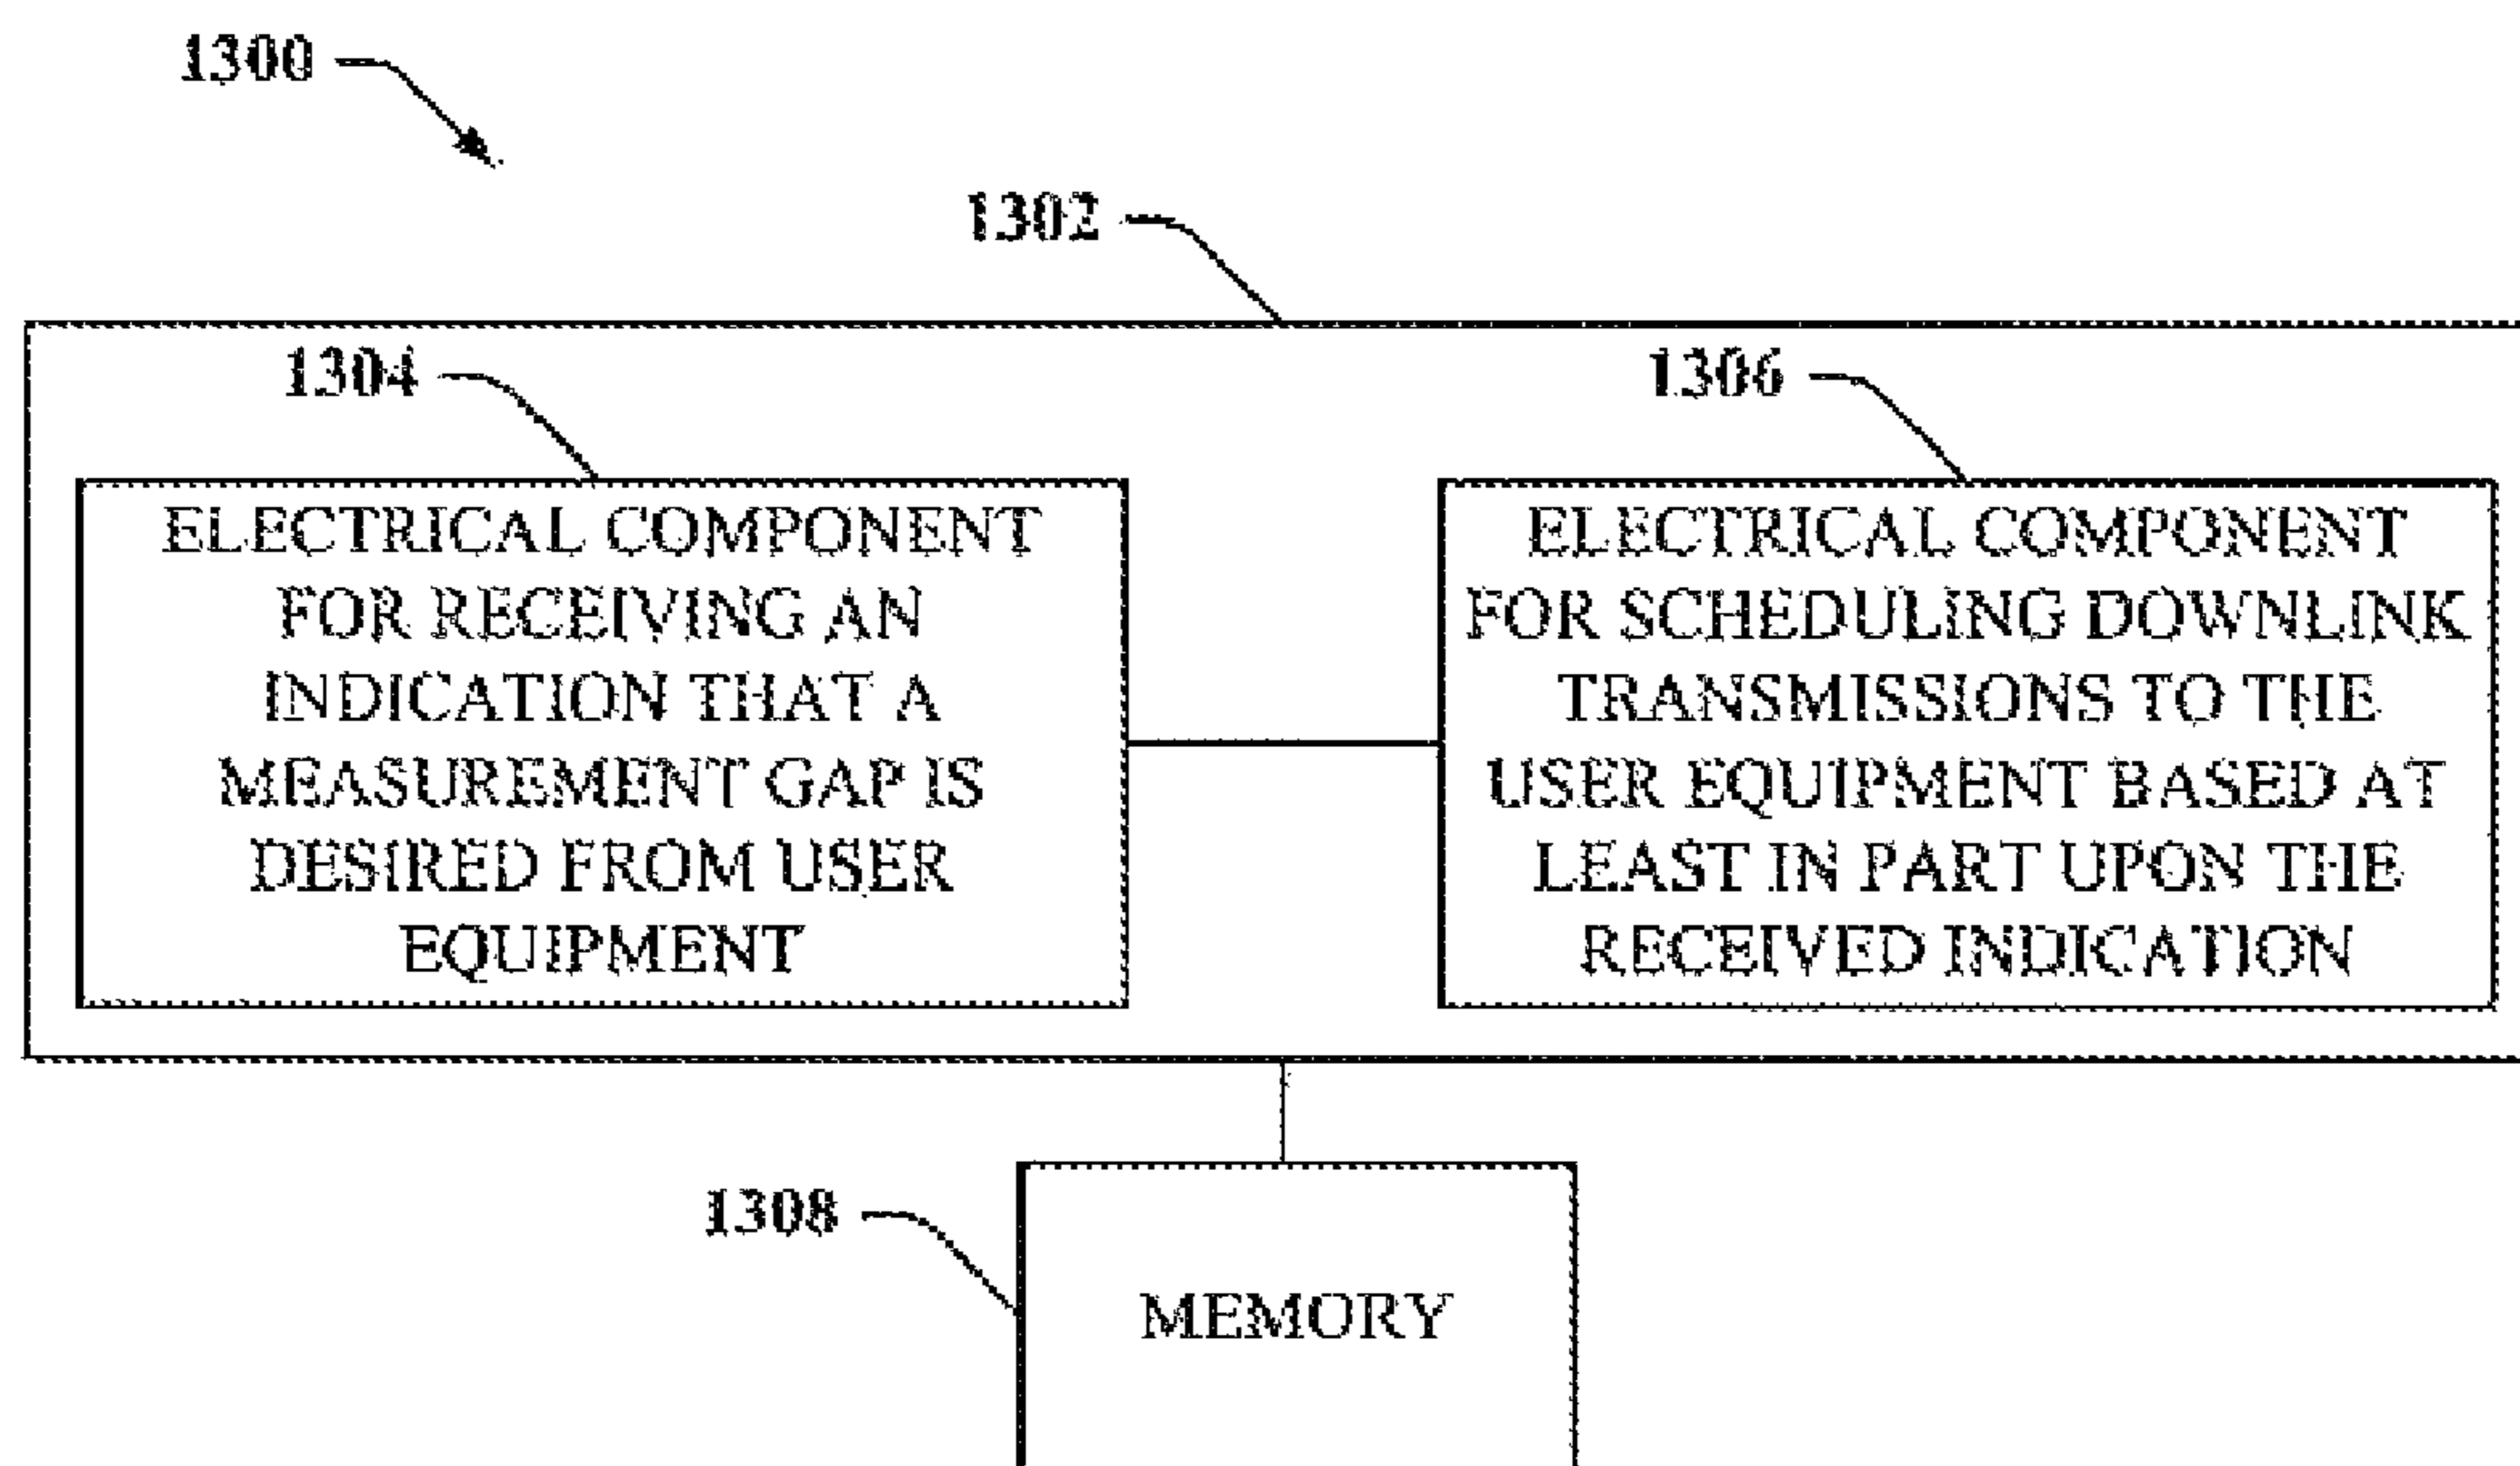 1300
1302
1304
1306
ELECTRICAL COMPONENT
FOR RECEIVING AN
INDICATION THAT A
MEASUREMENT GAP IS
DESIRED FROM USER
EQUIPMENT
ELECTRICAL COMPONENT
FOR SCHEDULING DOWNLINK
TRANSMISSIONS TO THE
USER EQUIPMENT BASED AT
LEAST IN PART UPON THE
RECEIVED INDICATION
1308
MEMORY